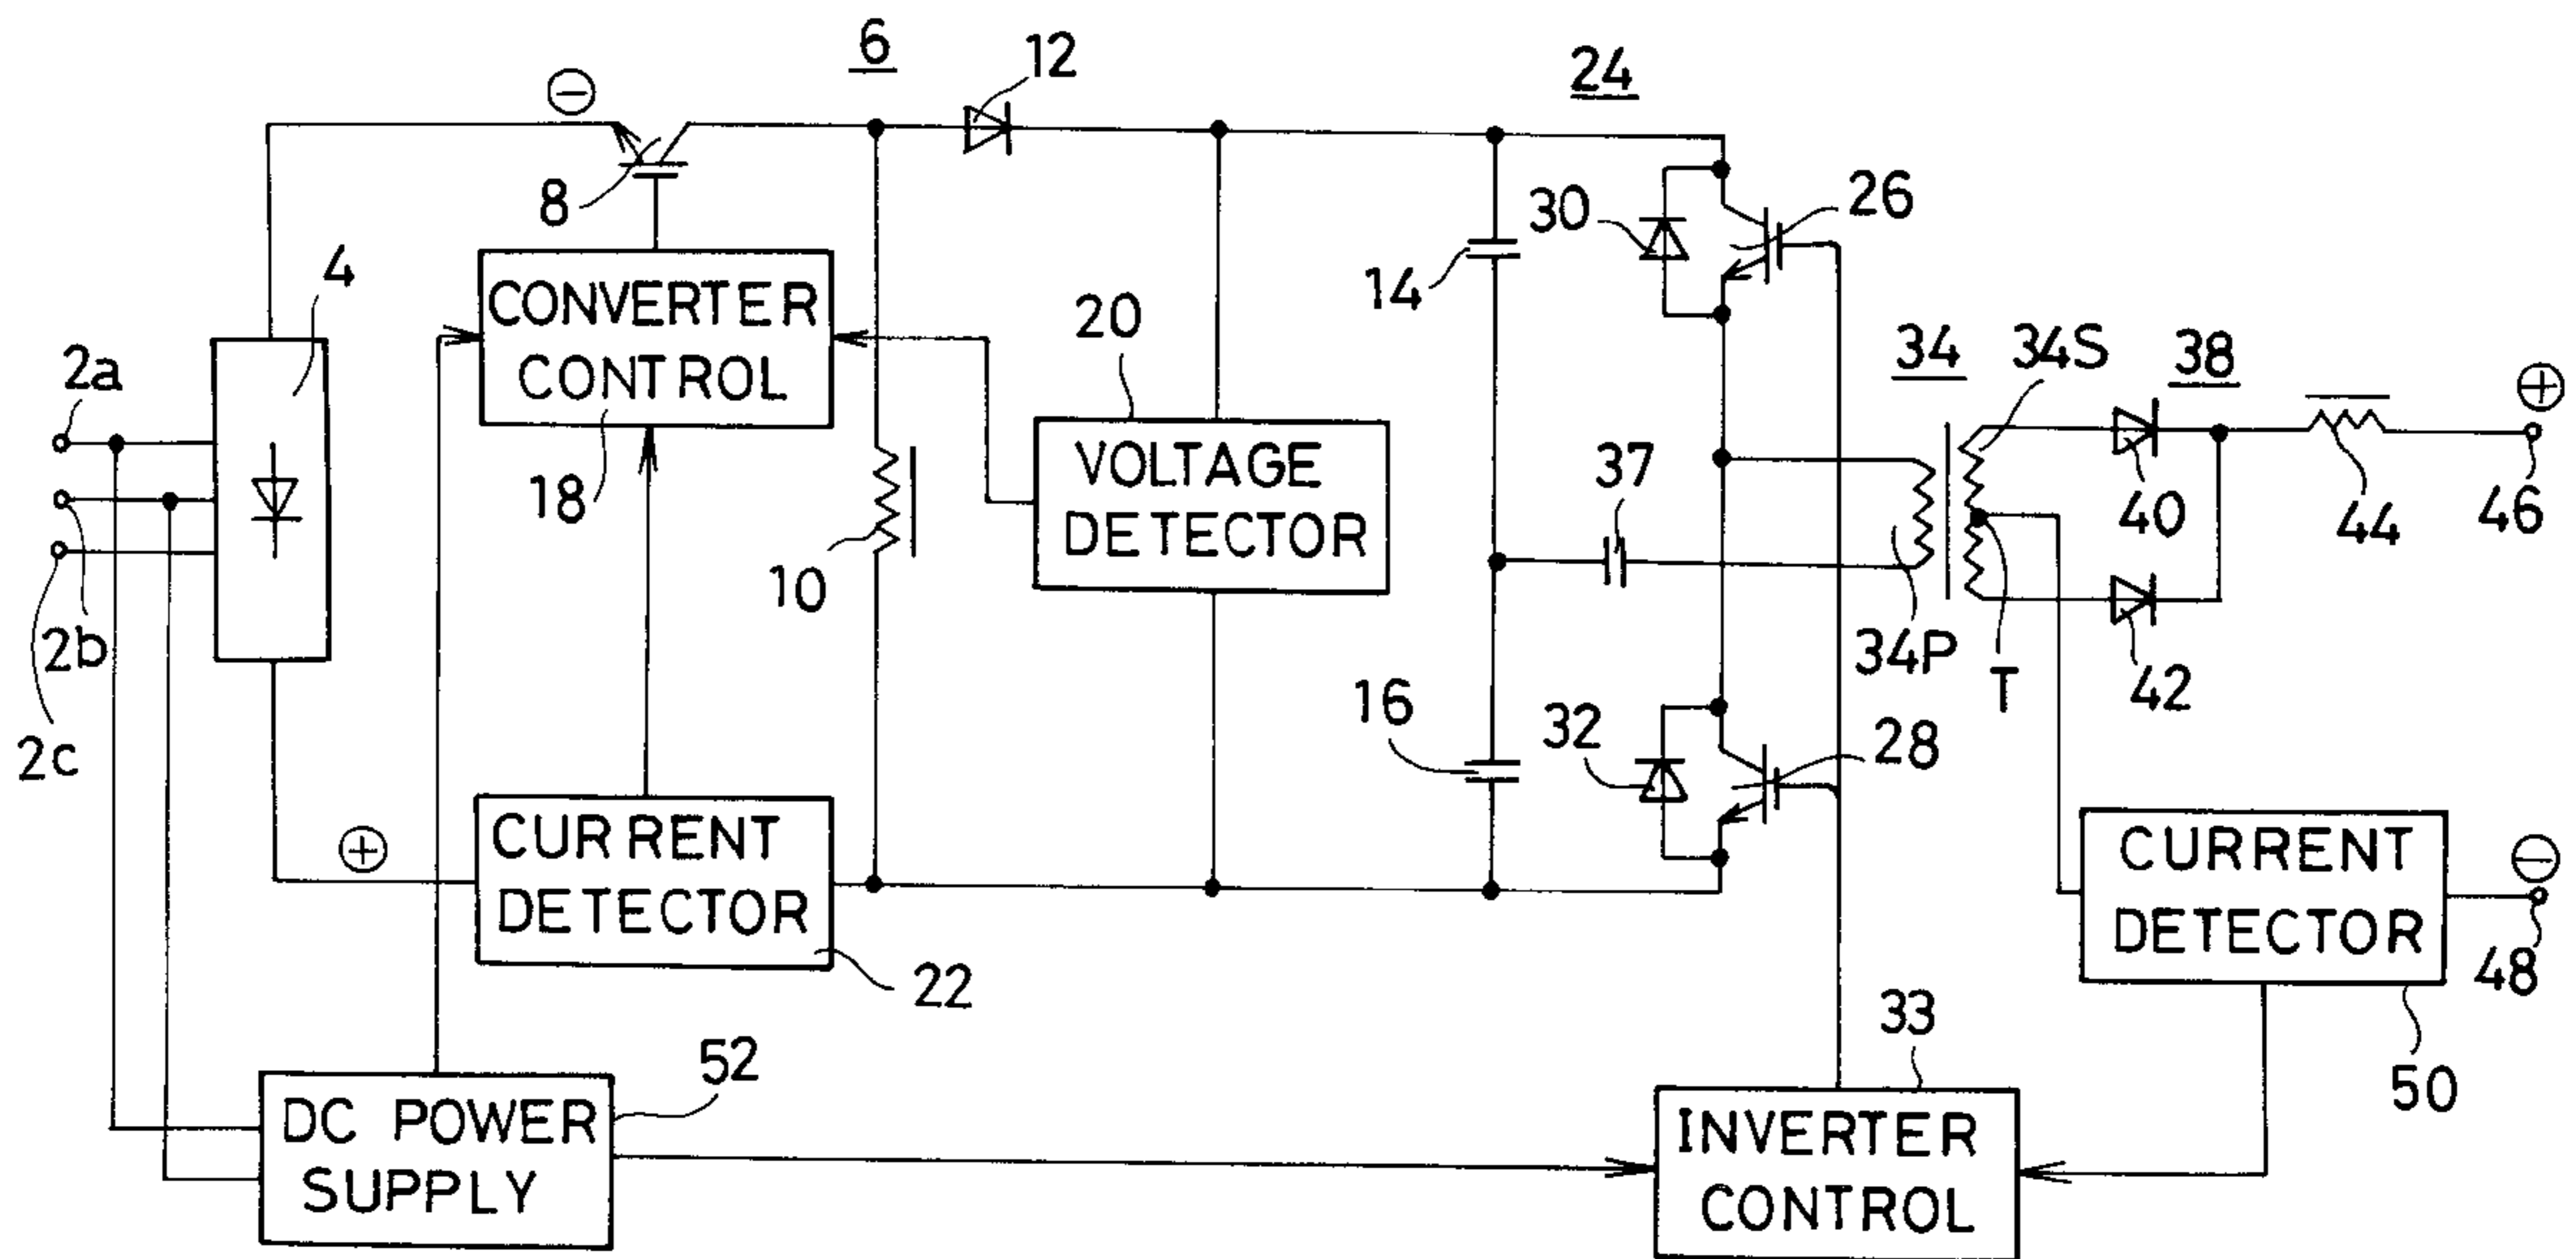 6
12
24
⊖
8
30
26
4
CONVERTER
CONTROL
14
20
34
34S
38
⊕
2a
VOLTAGE
DETECTOR
37
18
40
44
46
10
2b
34P
T
42
16
32
28
2c
CURRENT
DETECTOR
⊕
CURRENT
DETECTOR
⊖
22
48
33
52
50
DC POWER
SUPPLY
INVERTER
CONTROL